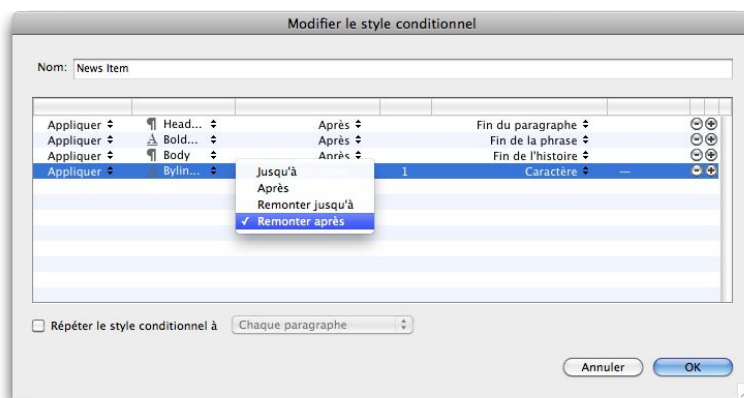 Modifier le style conditionnel
Nom: News Item
Appliquer ¶ Head... Après Fin du paragraphe
Appliquer A Bold... Après Fin de la phrase
Appliquer ¶ Body Après Fin de l'histoire
Appliquer A Bylin... 1 Caractère —
Jusqu'à
Après
Remonter jusqu'à
✓ Remonter après
Répéter le style conditionnel à Chaque paragraphe
Annuler OK